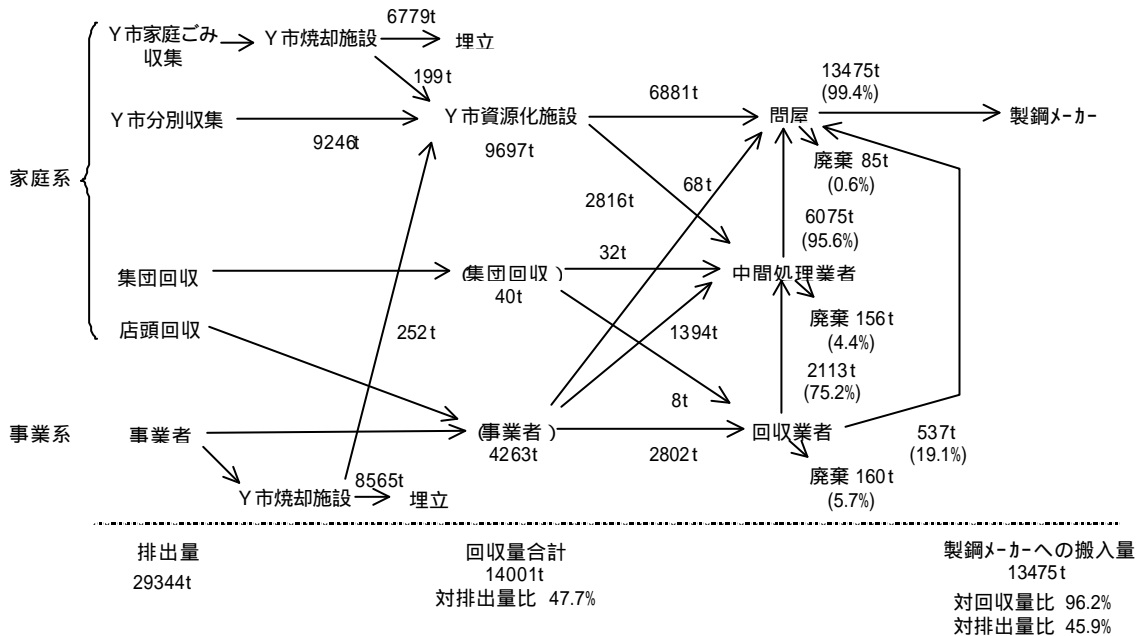 Y市家庭ごみ
収集
Y市焼却施設
6779t
埋立
199t
Y市分別収集
9246t
Y市資源化施設
9697t
6881t
問屋
13475t
(99.4%)
製鋼メーカー
廃棄 85t
(0.6%)
家庭系
2816t
68t
6075t
(95.6%)
集団回収
(集団回収)
40t
32t
中間処理業者
廃棄 156t
(4.4%)
店頭回収
252t
1394t
2113t
(75.2%)
8t
事業系
事業者
(事業者)
4263t
2802t
回収業者
537t
(19.1%)
廃棄 160t
(5.7%)
Y市焼却施設
8565t
埋立
排出量
29344t
回収量合計
14001t
対排出量比 47.7%
製鋼メーカーへの搬入量
13475t
対回収量比 96.2%
対排出量比 45.9%